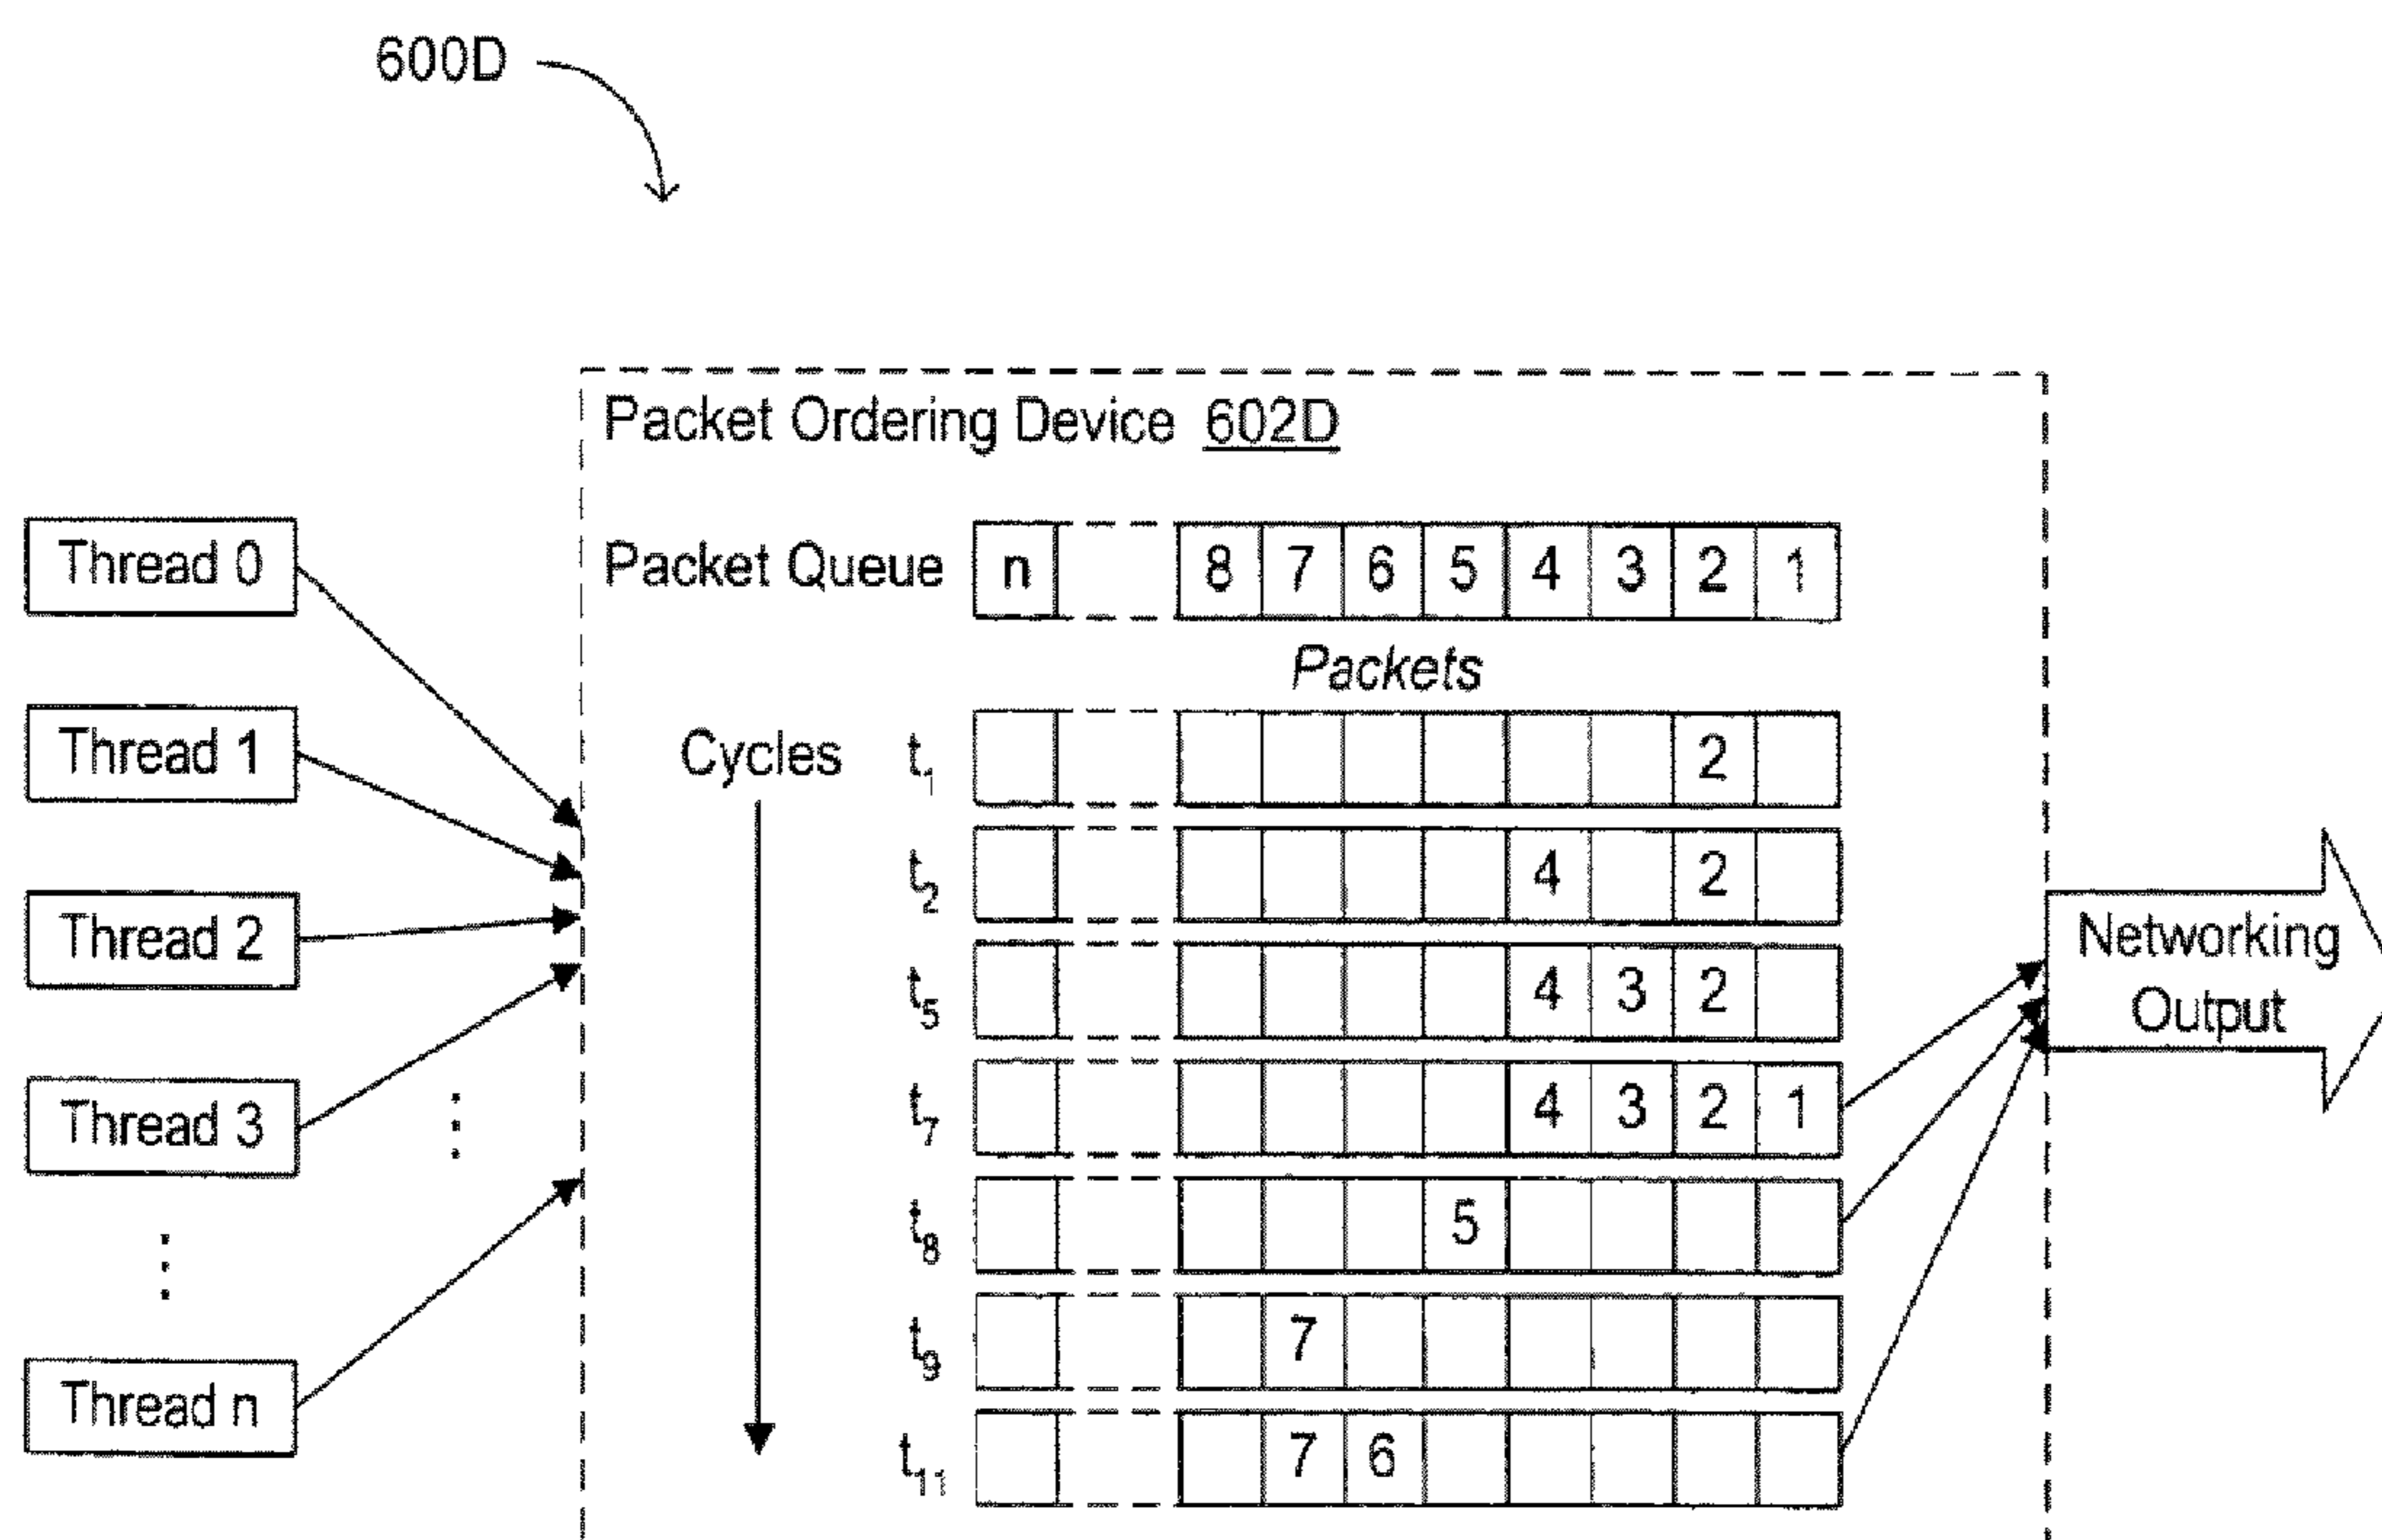 600D
Packet Ordering Device 602D
Packet Queue n 8 7 6 5 4 3 2 1
Packets
Thread 0
Thread 1
Thread 2
Thread 3
Thread n
Cycles
t1 2
t2 4 2
t5 4 3 2
t7 4 3 2 1
t8 5
t9 7
t11 7 6
Networking
Output